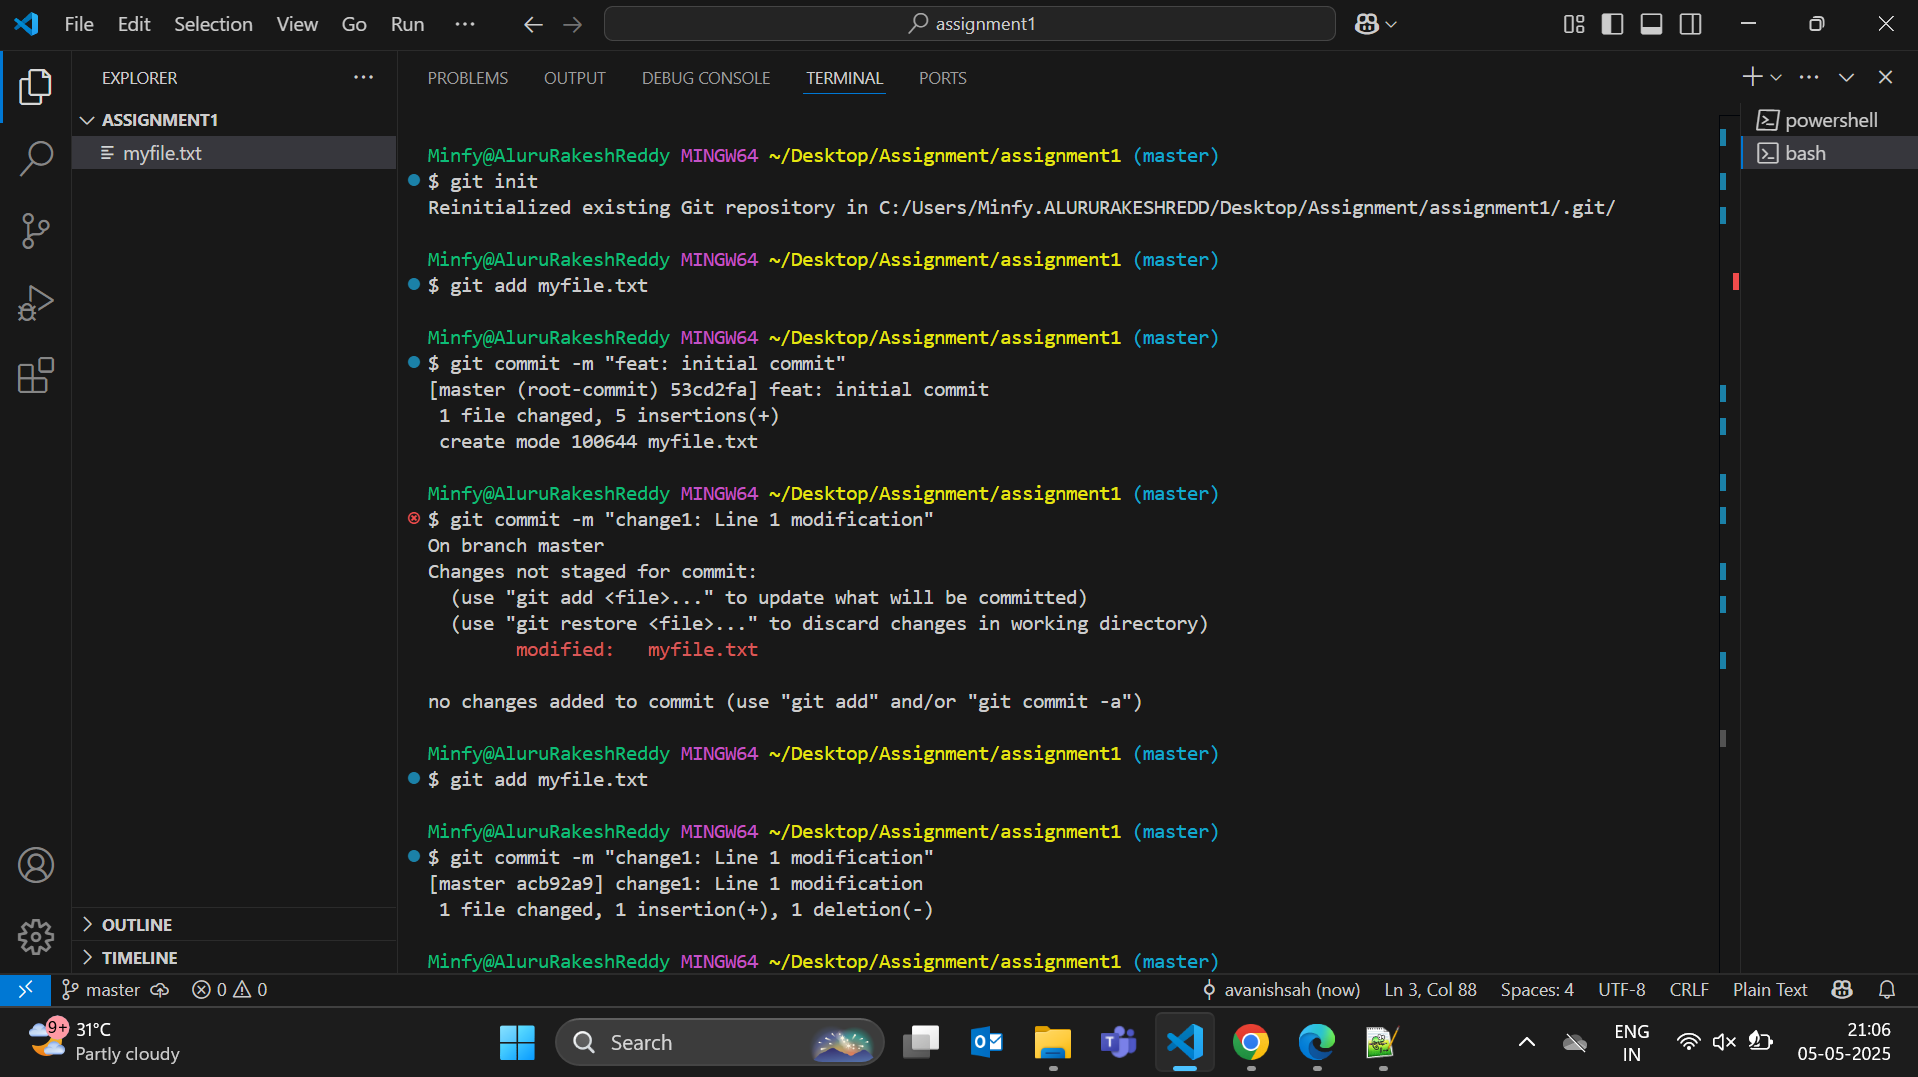 File Edit Selection View Go Run ··· assignment1
EXPLORER ···
ASSIGNMENT1
myfile.txt
OUTLINE
TIMELINE
PROBLEMS OUTPUT DEBUG CONSOLE TERMINAL PORTS
Minfy@AluruRakeshReddy MINGW64 ~/Desktop/Assignment/assignment1 (master)
$ git init
Reinitialized existing Git repository in C:/Users/Minfy.ALURURAKESHREDD/Desktop/Assignment/assignment1/.git/
Minfy@AluruRakeshReddy MINGW64 ~/Desktop/Assignment/assignment1 (master)
$ git add myfile.txt
Minfy@AluruRakeshReddy MINGW64 ~/Desktop/Assignment/assignment1 (master)
$ git commit -m "feat: initial commit"
[master (root-commit) 53cd2fa] feat: initial commit
1 file changed, 5 insertions(+)
create mode 100644 myfile.txt
Minfy@AluruRakeshReddy MINGW64 ~/Desktop/Assignment/assignment1 (master)
$ git commit -m "change1: Line 1 modification"
On branch master
Changes not staged for commit:
(use "git add <file>..." to update what will be committed)
(use "git restore <file>..." to discard changes in working directory)
modified: myfile.txt
no changes added to commit (use "git add" and/or "git commit -a")
Minfy@AluruRakeshReddy MINGW64 ~/Desktop/Assignment/assignment1 (master)
$ git add myfile.txt
Minfy@AluruRakeshReddy MINGW64 ~/Desktop/Assignment/assignment1 (master)
$ git commit -m "change1: Line 1 modification"
[master acb92a9] change1: Line 1 modification
1 file changed, 1 insertion(+), 1 deletion(-)
Minfy@AluruRakeshReddy MINGW64 ~/Desktop/Assignment/assignment1 (master)
powershell
bash
master 0 0 avanishsah (now) Ln 3, Col 88 Spaces: 4 UTF-8 CRLF Plain Text
9+ 31°C
Partly cloudy
Search
ENG
IN
21:06
05-05-2025